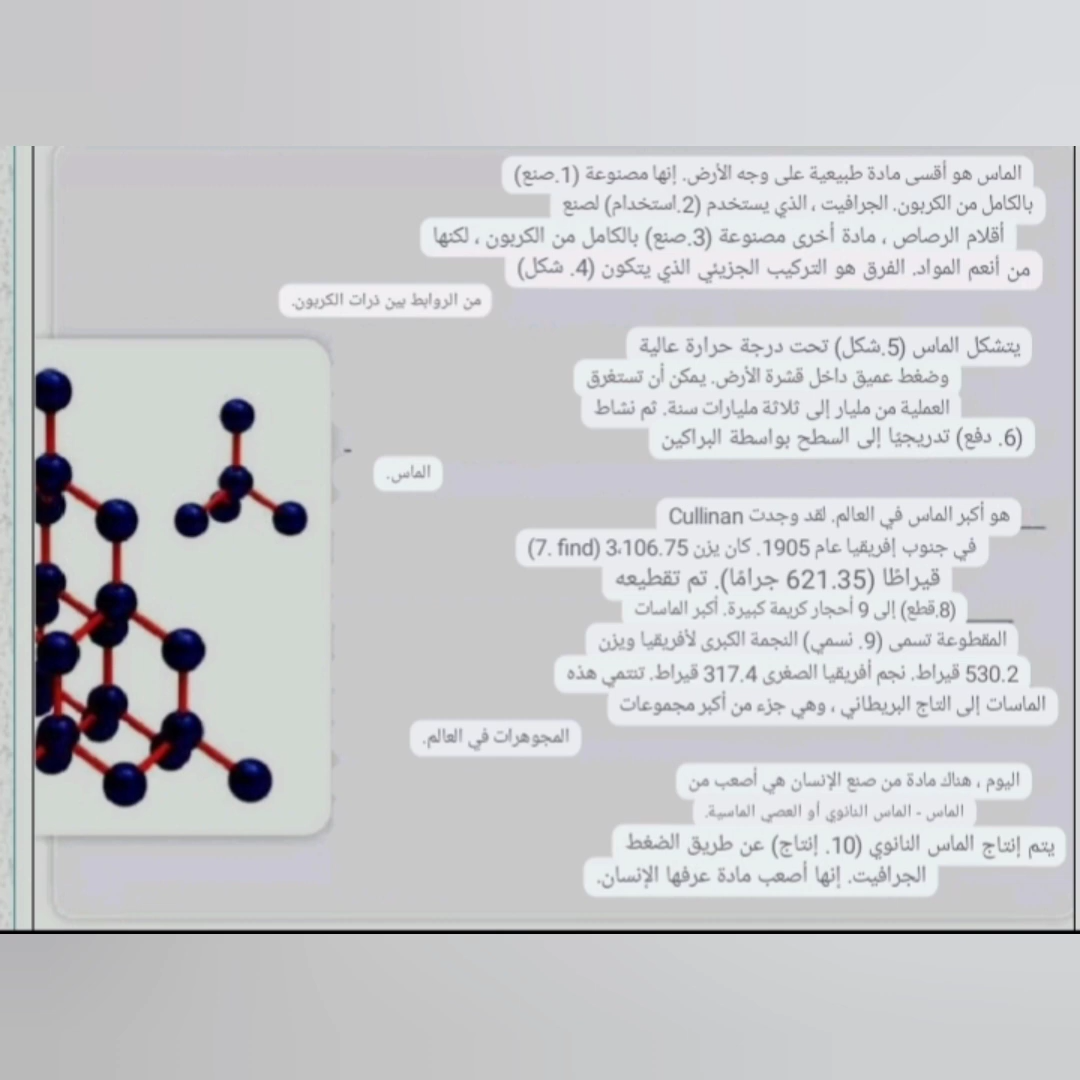 الماس هو أقسى مادة طبيعية على وجه الأرض. إنها مصنوعة (1.صنع)
بالكامل من الكربون. الجرافيت ، الذي يستخدم (2.استخدام) لصنع
أقلام الرصاص ، مادة أخرى مصنوعة (3.صنع) بالكامل من الكربون ، لكنها
من أنعم المواد. الفرق هو التركيب الجزيئي الذي يتكون (4. شكل)
من الروابط بين ذرات الكربون.
يتشكل الماس (5.شكل) تحت درجة حرارة عالية
وضغط عميق داخل قشرة الأرض. يمكن أن تستغرق
العملية من مليار إلى ثلاثة مليارات سنة. ثم نشاط
(6. دفع) تدريجيًا إلى السطح بواسطة البراكين
الماس.
هو أكبر الماس في العالم. لقد وجدت Cullinan
في جنوب إفريقيا عام 1905. كان يزن 3،106.75 (7. find)
قيراطًا (621.35 جرامًا). تم تقطيعه
(8.قطع) إلى 9 أحجار كريمة كبيرة. أكبر الماسات
المقطوعة تسمى (9. نسمي) النجمة الكبرى لأفريقيا ويزن
530.2 قيراط. نجم أفريقيا الصغرى 317.4 قيراط. تنتمي هذه
الماسات إلى التاج البريطاني ، وهي جزء من أكبر مجموعات
المجوهرات في العالم.
اليوم ، هناك مادة من صنع الإنسان هي أصعب من
الماس - الماس النانوي أو العصي الماسية.
يتم إنتاج الماس النانوي (10. إنتاج) عن طريق الضغط
الجرافيت. إنها أصعب مادة عرفها الإنسان.